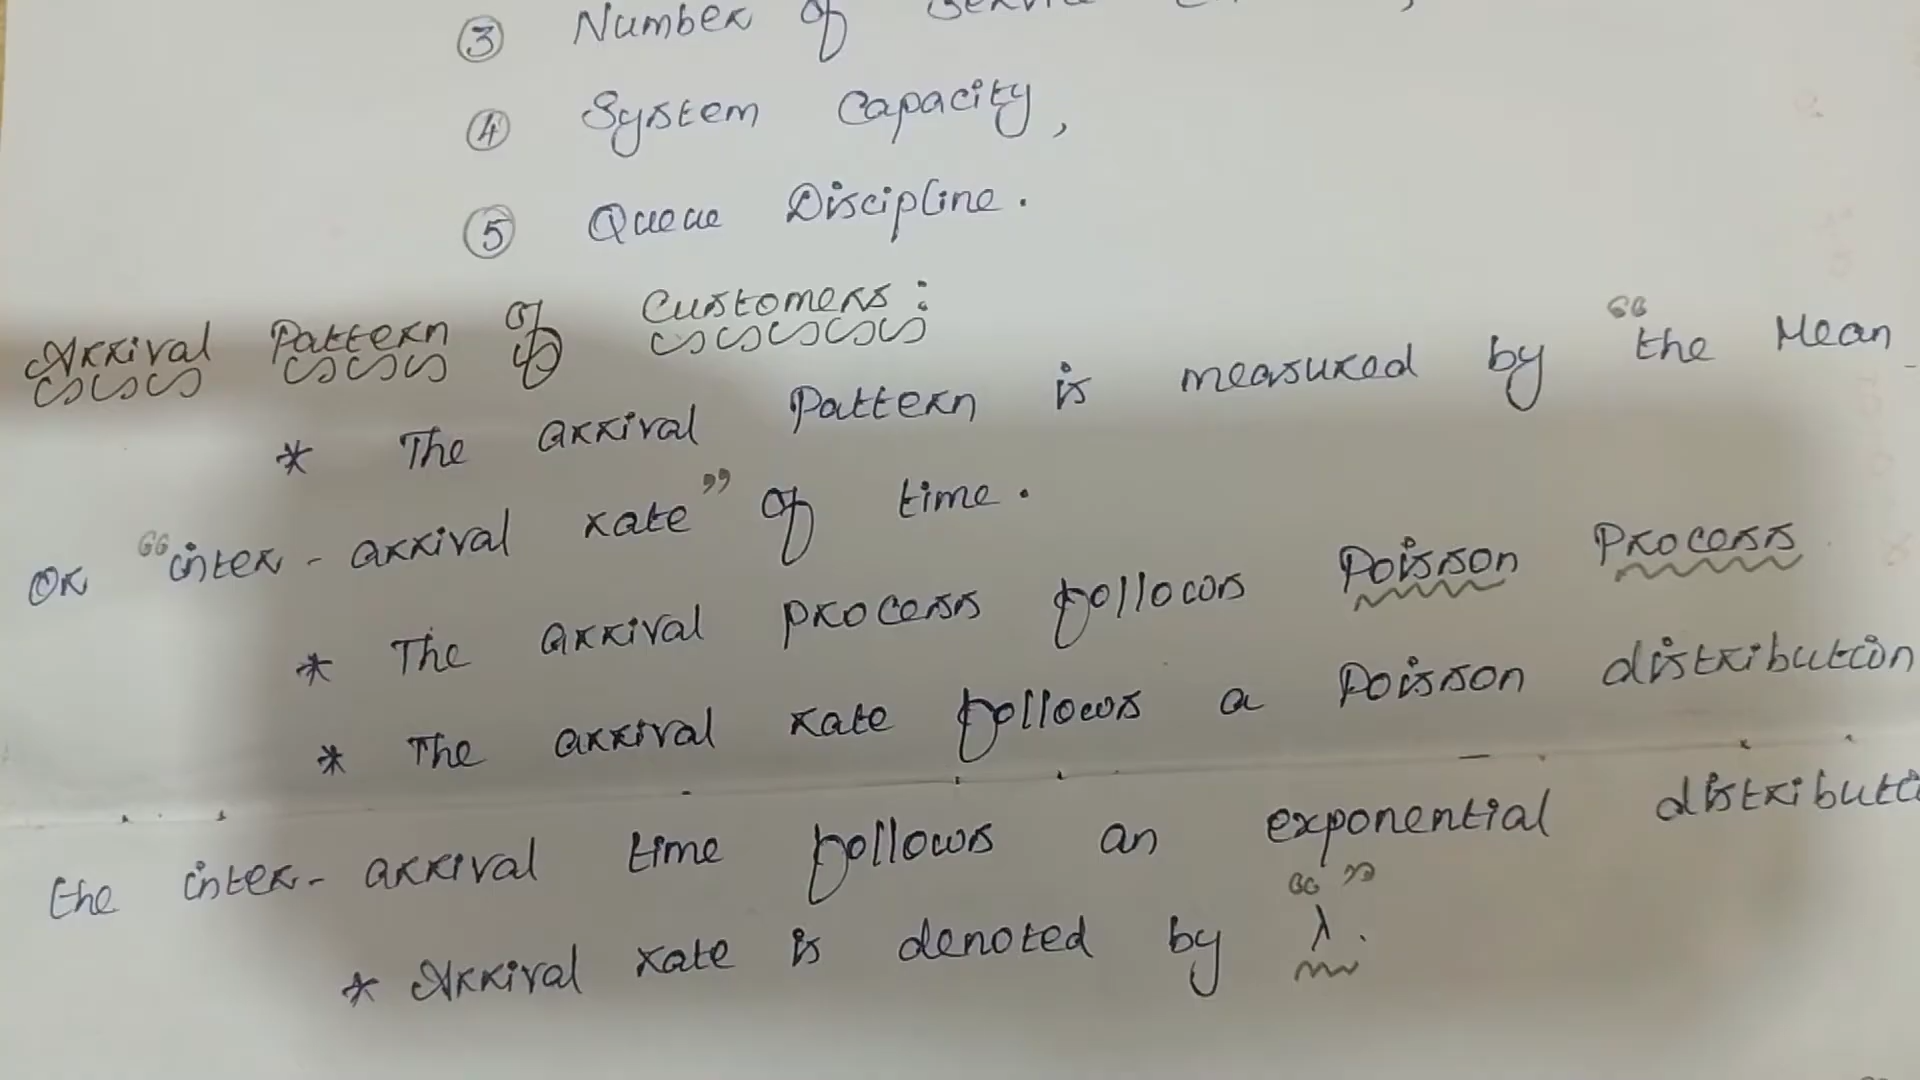 ③ Number of
④ System Capacity,
⑤ Queue Discipline.
Arrival Pattern of Customers:
* The arrival Pattern is measured by “the Mean
or “inter-arrival rate” of time.
* The arrival process follows Poisson Process
* The arrival rate follows a Poisson distribution
the inter-arrival time follows an exponential
* Arrival rate is denoted by “λ”.